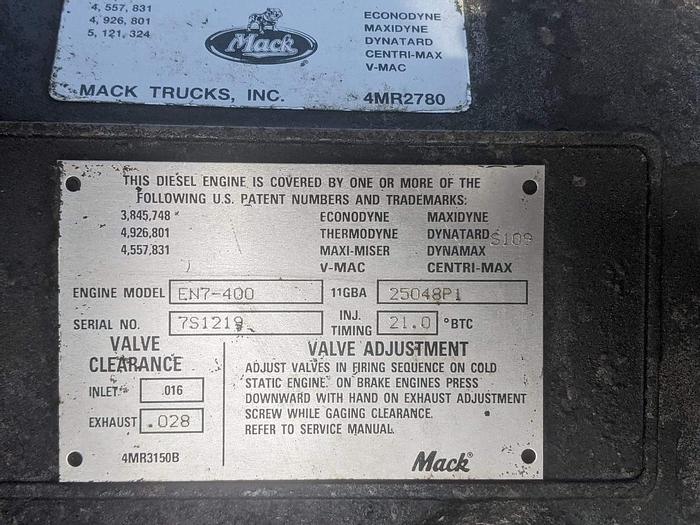 4, 557, 831
4, 926, 801
5, 121, 324
Mack
ECONODYNE
MAXIDYNE
DYNATARD
CENTRI-MAX
V-MAC
MACK TRUCKS, INC. 4MR2780
THIS DIESEL ENGINE IS COVERED BY ONE OR MORE OF THE
FOLLOWING U.S. PATENT NUMBERS AND TRADEMARKS:
3,845,748 ECONODYNE MAXIDYNE
4,926,801 THERMODYNE DYNATARD S109
4,557,831 MAXI-MISER DYNAMAX
V-MAC CENTRI-MAX
ENGINE MODEL EN7-400 11GBA 25048P1
SERIAL NO. 7S1219 INJ. TIMING 21.0 °BTC
VALVE CLEARANCE
INLET .016
EXHAUST .028
4MR3150B
VALVE ADJUSTMENT
ADJUST VALVES IN FIRING SEQUENCE ON COLD
STATIC ENGINE. ON BRAKE ENGINES PRESS
DOWNWARD WITH HAND ON EXHAUST ADJUSTMENT
SCREW WHILE GAGING CLEARANCE.
REFER TO SERVICE MANUAL.
Mack®